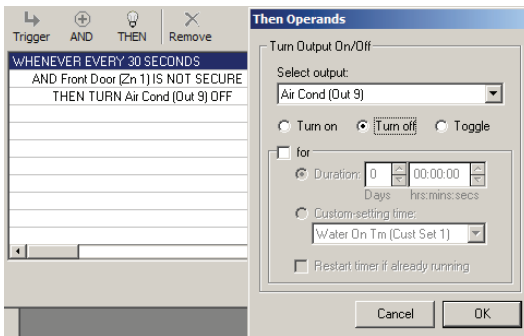 Trigger AND THEN Remove
WHENEVER EVERY 30 SECONDS
AND Front Door (Zn 1) IS NOT SECURE
THEN TURN Air Cond (Out 9) OFF
Then Operands
Turn Output On/Off
Select output:
Air Cond (Out 9)
Turn on Turn off Toggle
for
Duration: 0 00:00:00
Days hrs:mins:secs
Custom-setting time:
Water On Tm (Cust Set 1)
Restart timer if already running
Cancel OK